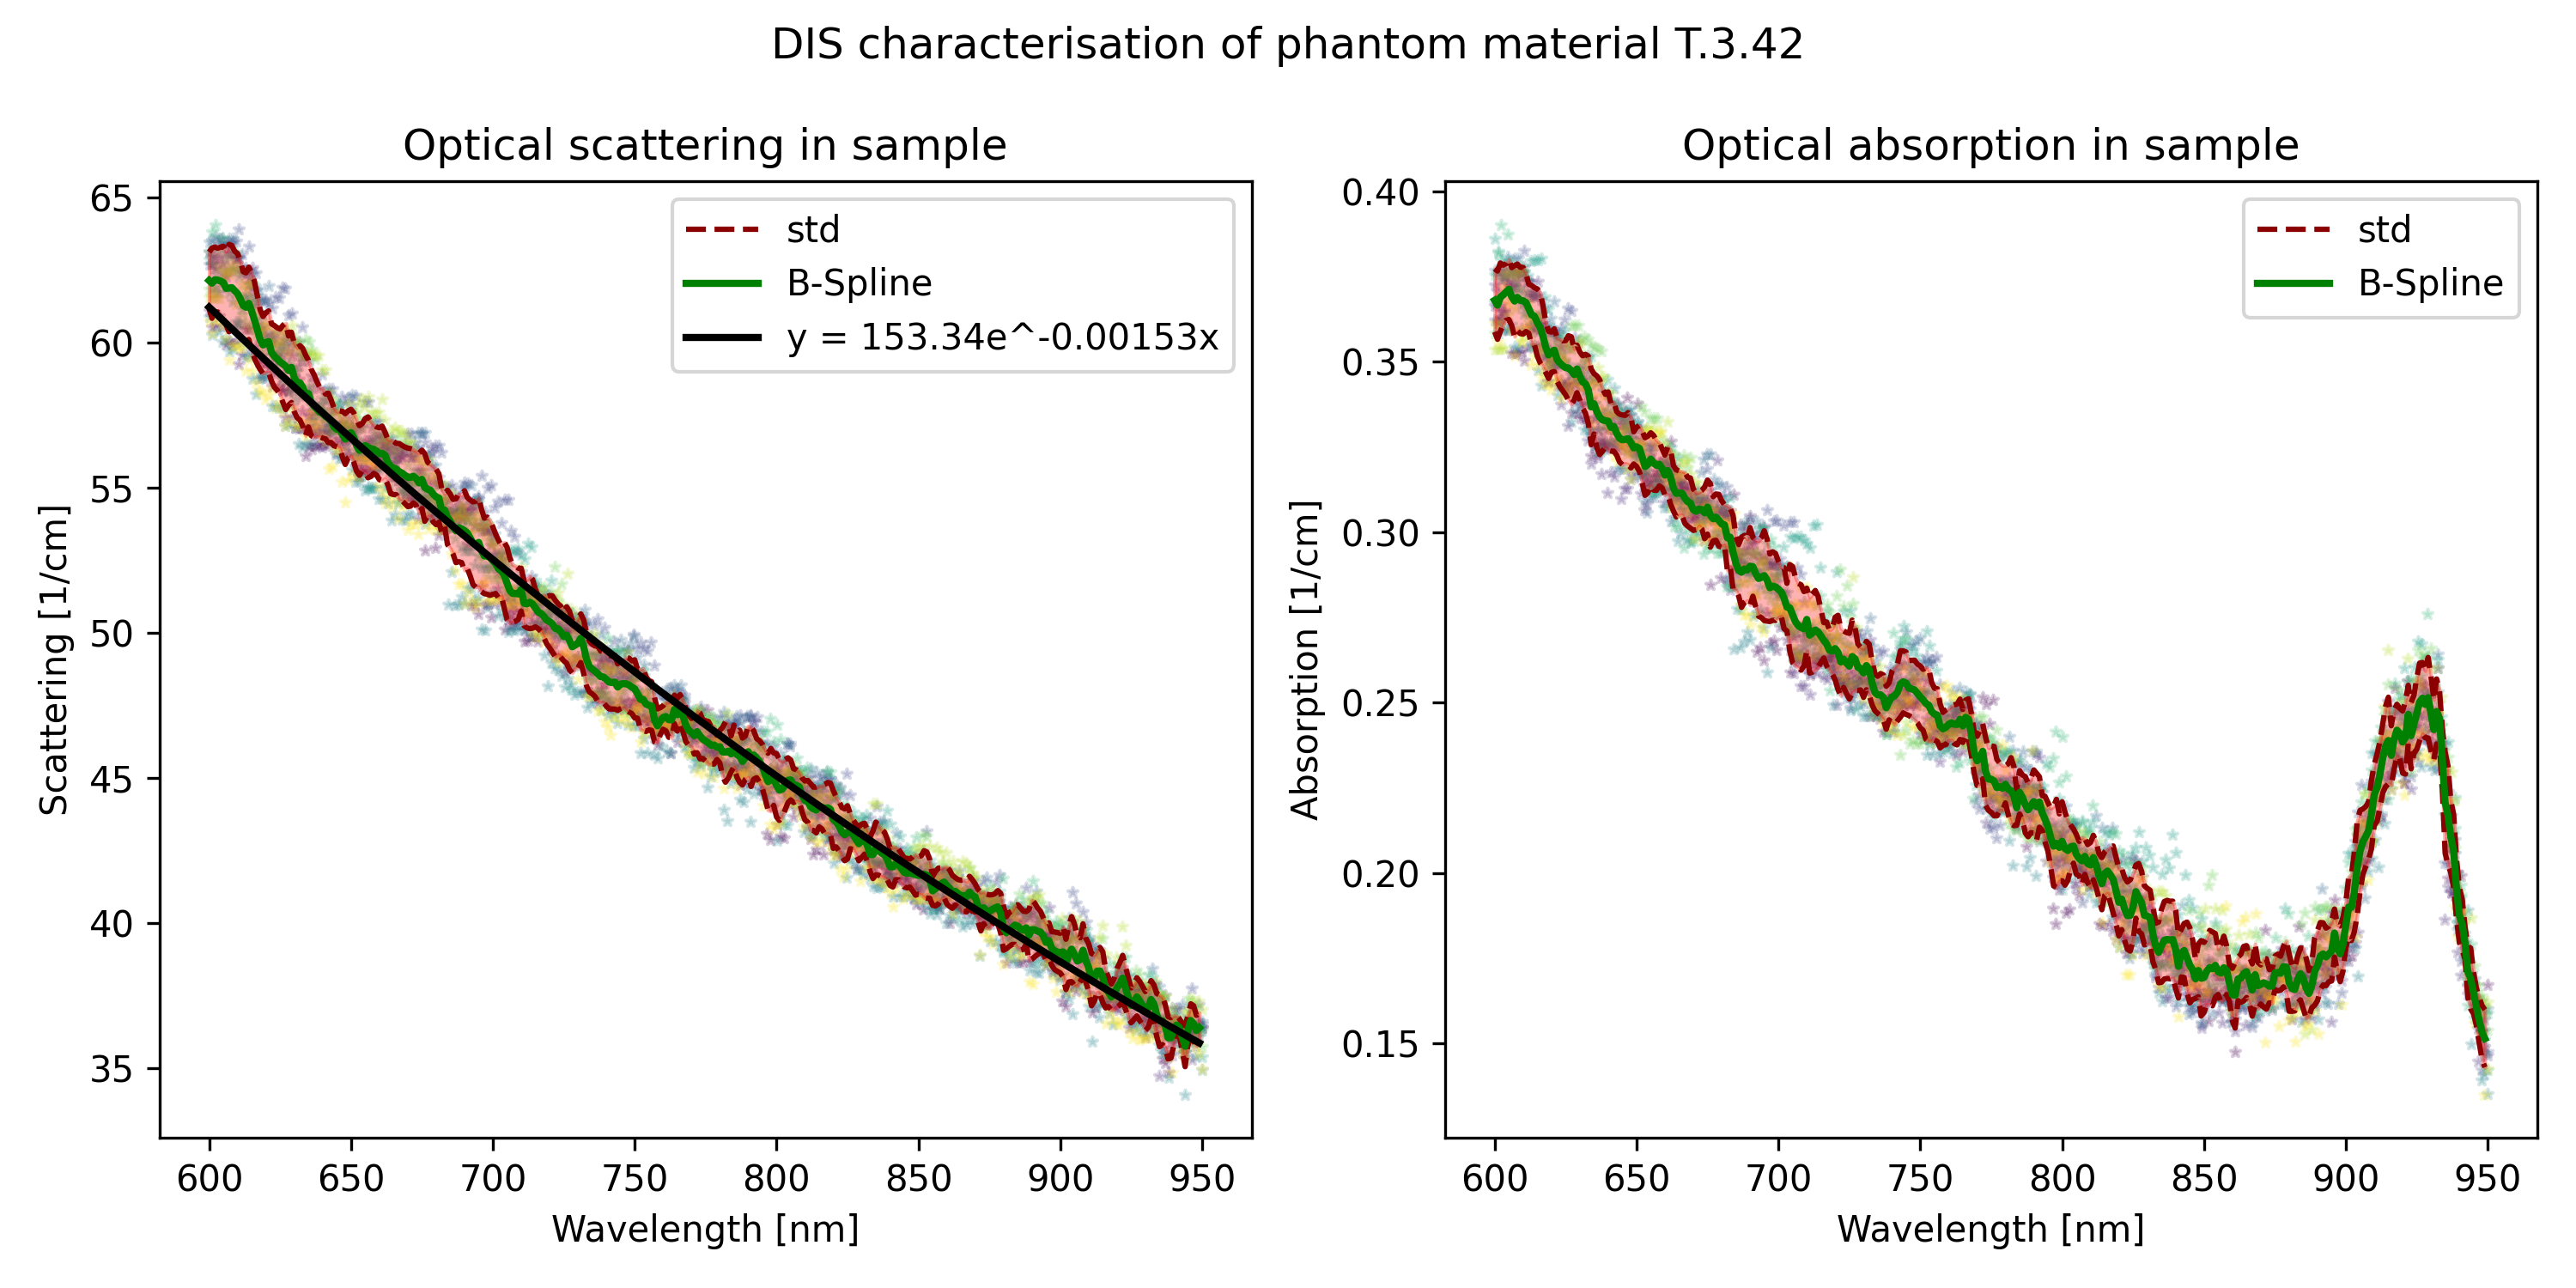 DIS characterisation of phantom material T.3.42
Optical scattering in sample
65
60
55
50
45
40
35
Scattering [1/cm]
600 650 700 750 800 850 900 950
Wavelength [nm]
std
B-Spline
y = 153.34e^-0.00153x
Optical absorption in sample
0.40
0.35
0.30
0.25
0.20
0.15
Absorption [1/cm]
600 650 700 750 800 850 900 950
Wavelength [nm]
std
B-Spline